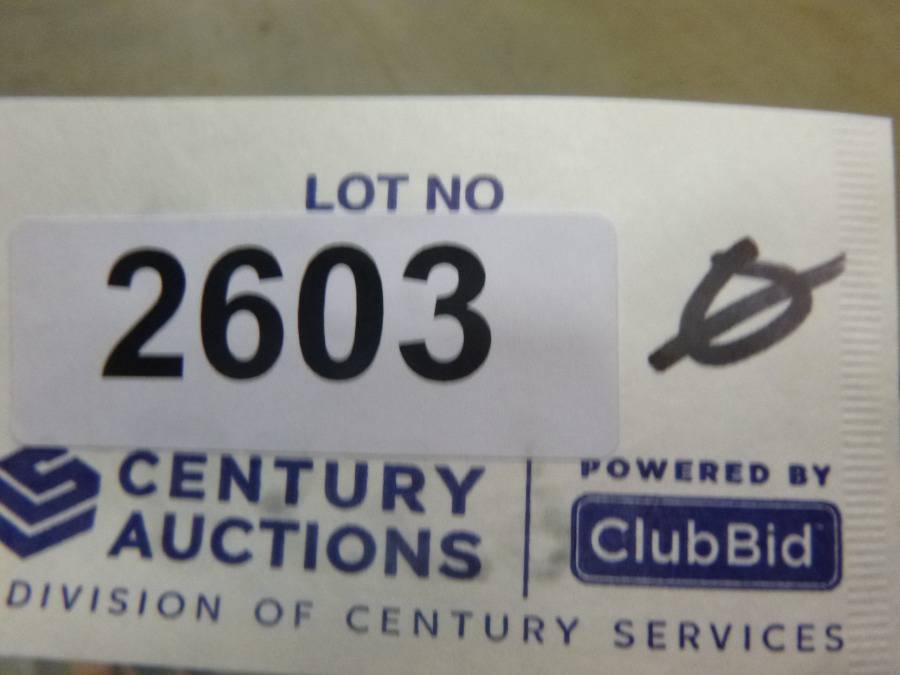 LOT NO
2603
Ø
CENTURY
AUCTIONS
POWERED BY
ClubBid
DIVISION OF CENTURY SERVICES